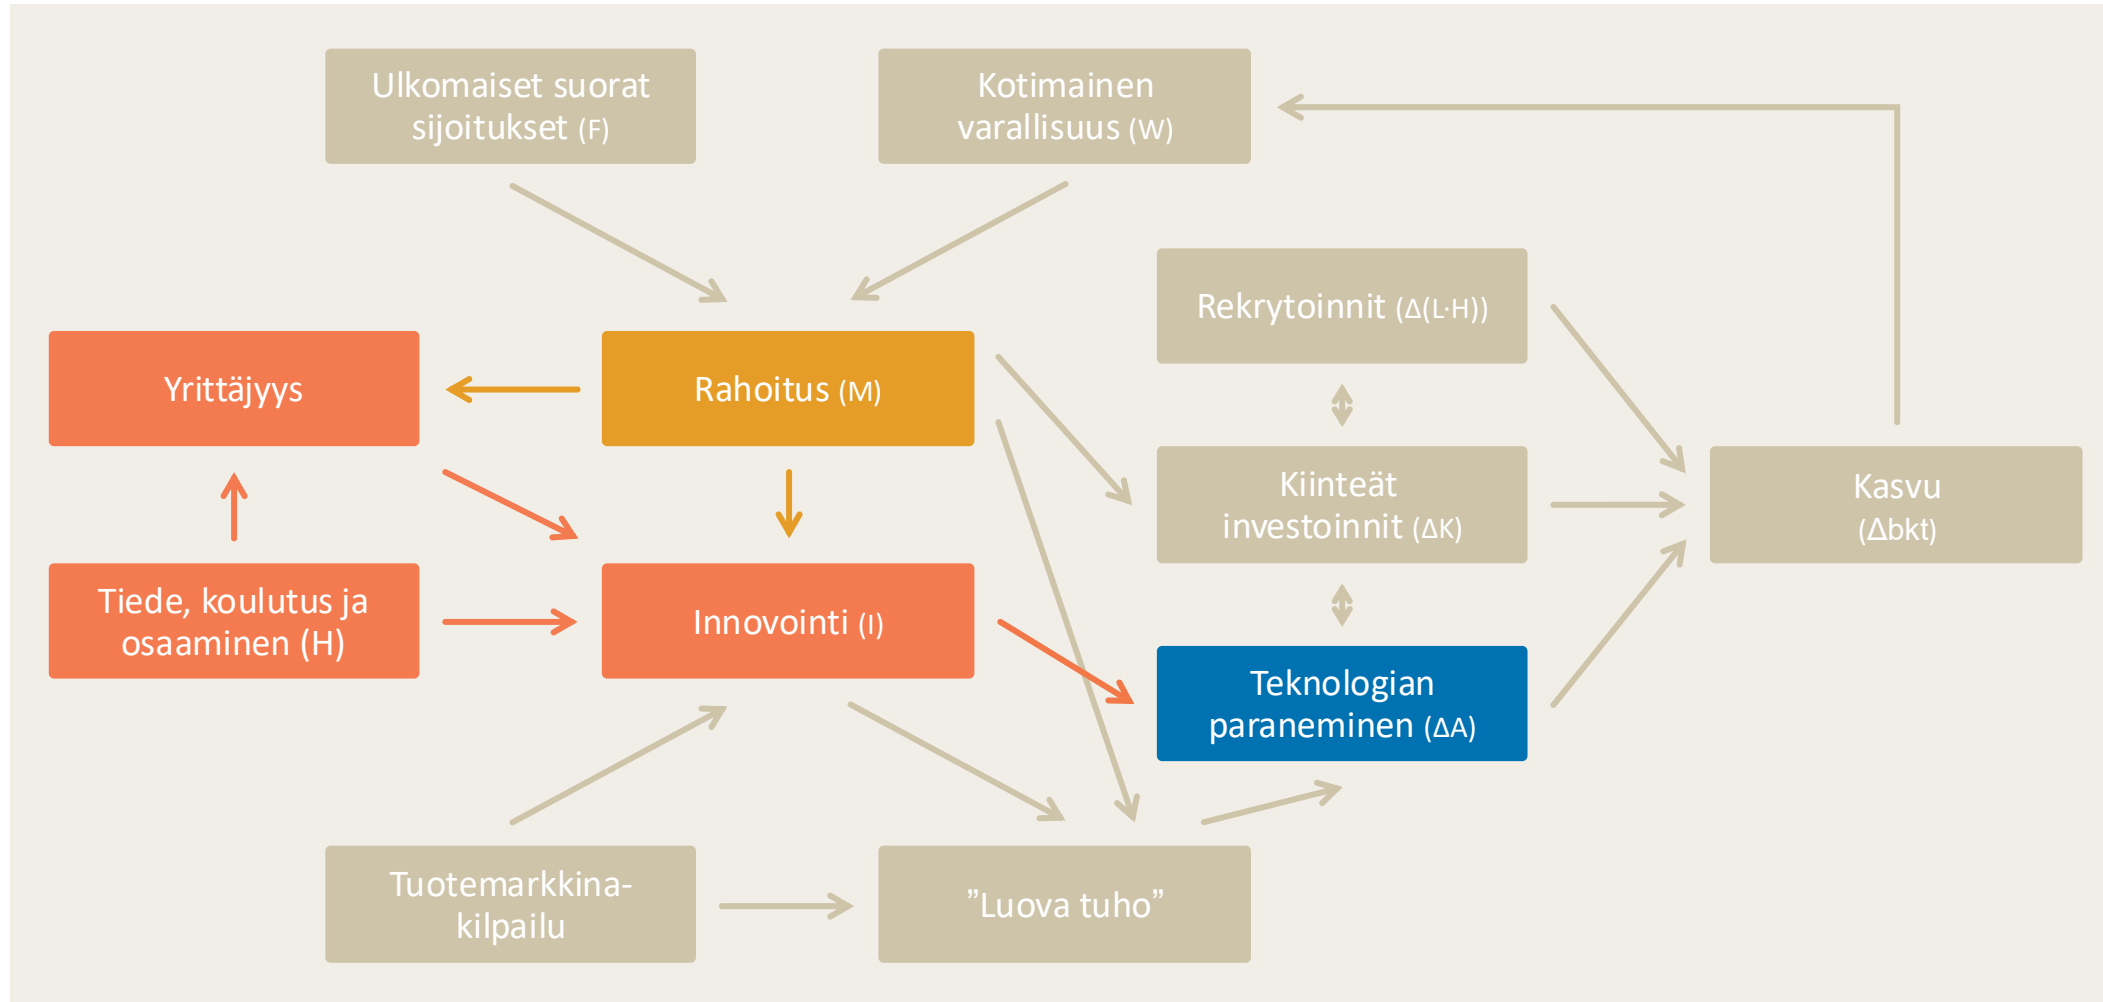 Ulkomaiset suorat
sijoitukset (F)
Kotimainen
varallisuus (W)
Rekrytoinnit (Δ(L·H))
Yrittäjyys
Rahoitus (M)
Kiinteät
investoinnit (ΔK)
Kasvu
(Δbkt)
Tiede, koulutus ja
osaaminen (H)
Innovointi (I)
Teknologian
paraneminen (ΔA)
Tuotemarkkina-
kilpailu
”Luova tuho”